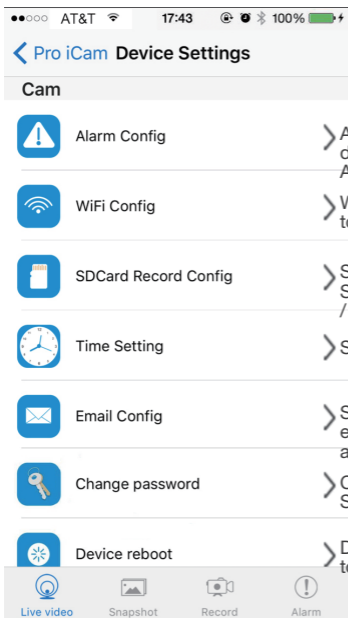 AT&T 17:43 100%
Pro iCam Device Settings
Cam
Alarm Config
WiFi Config
SDCard Record Config
Time Setting
Email Config
Change password
Device reboot
Live video Snapshot Record Alarm